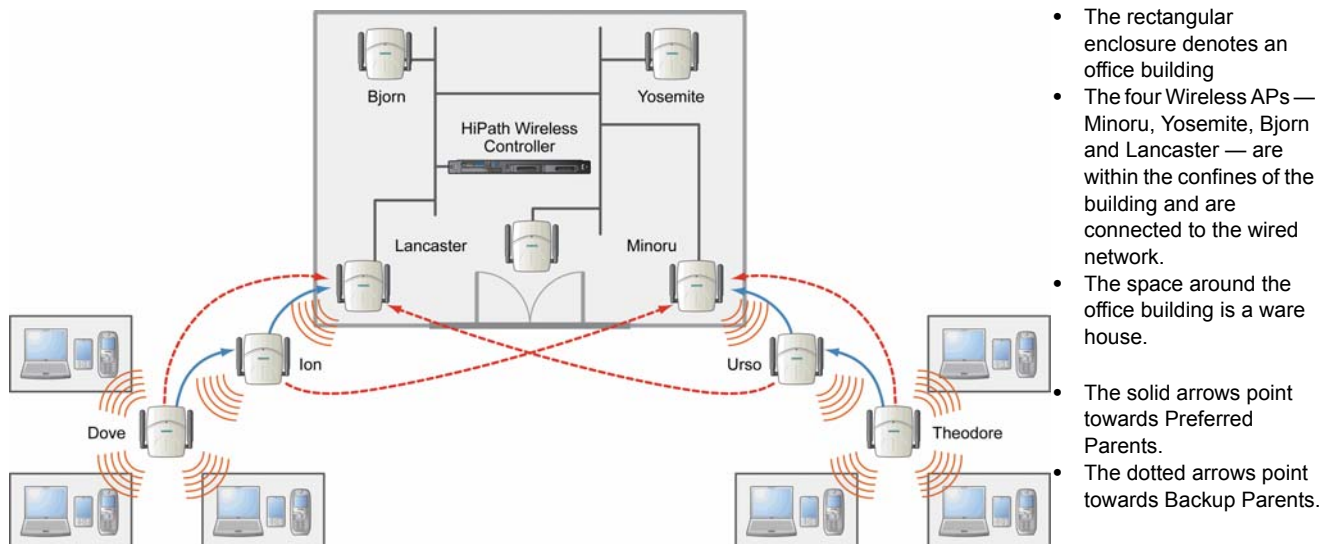 Bjorn
Yosemite
HiPath Wireless
Controller
Lancaster
Minoru
Ion
Urso
Dove
Theodore
• The rectangular
enclosure denotes an
office building
• The four Wireless APs —
Minoru, Yosemite, Bjorn
and Lancaster — are
within the confines of the
building and are
connected to the wired
network.
• The space around the
office building is a ware
house.
• The solid arrows point
towards Preferred
Parents.
• The dotted arrows point
towards Backup Parents.